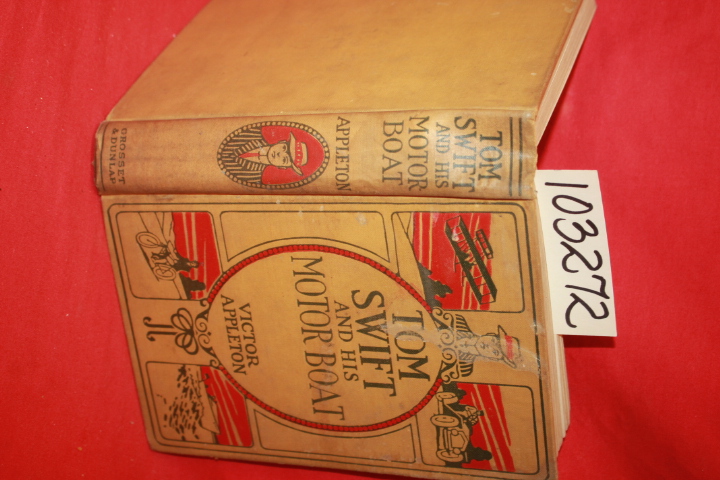 TOM
SWIFT
AND HIS
MOTOR
BOAT
APPLETON
GROSSET
& DUNLAP
TOM
SWIFT
AND HIS
MOTOR BOAT
VICTOR
APPLETON
103272